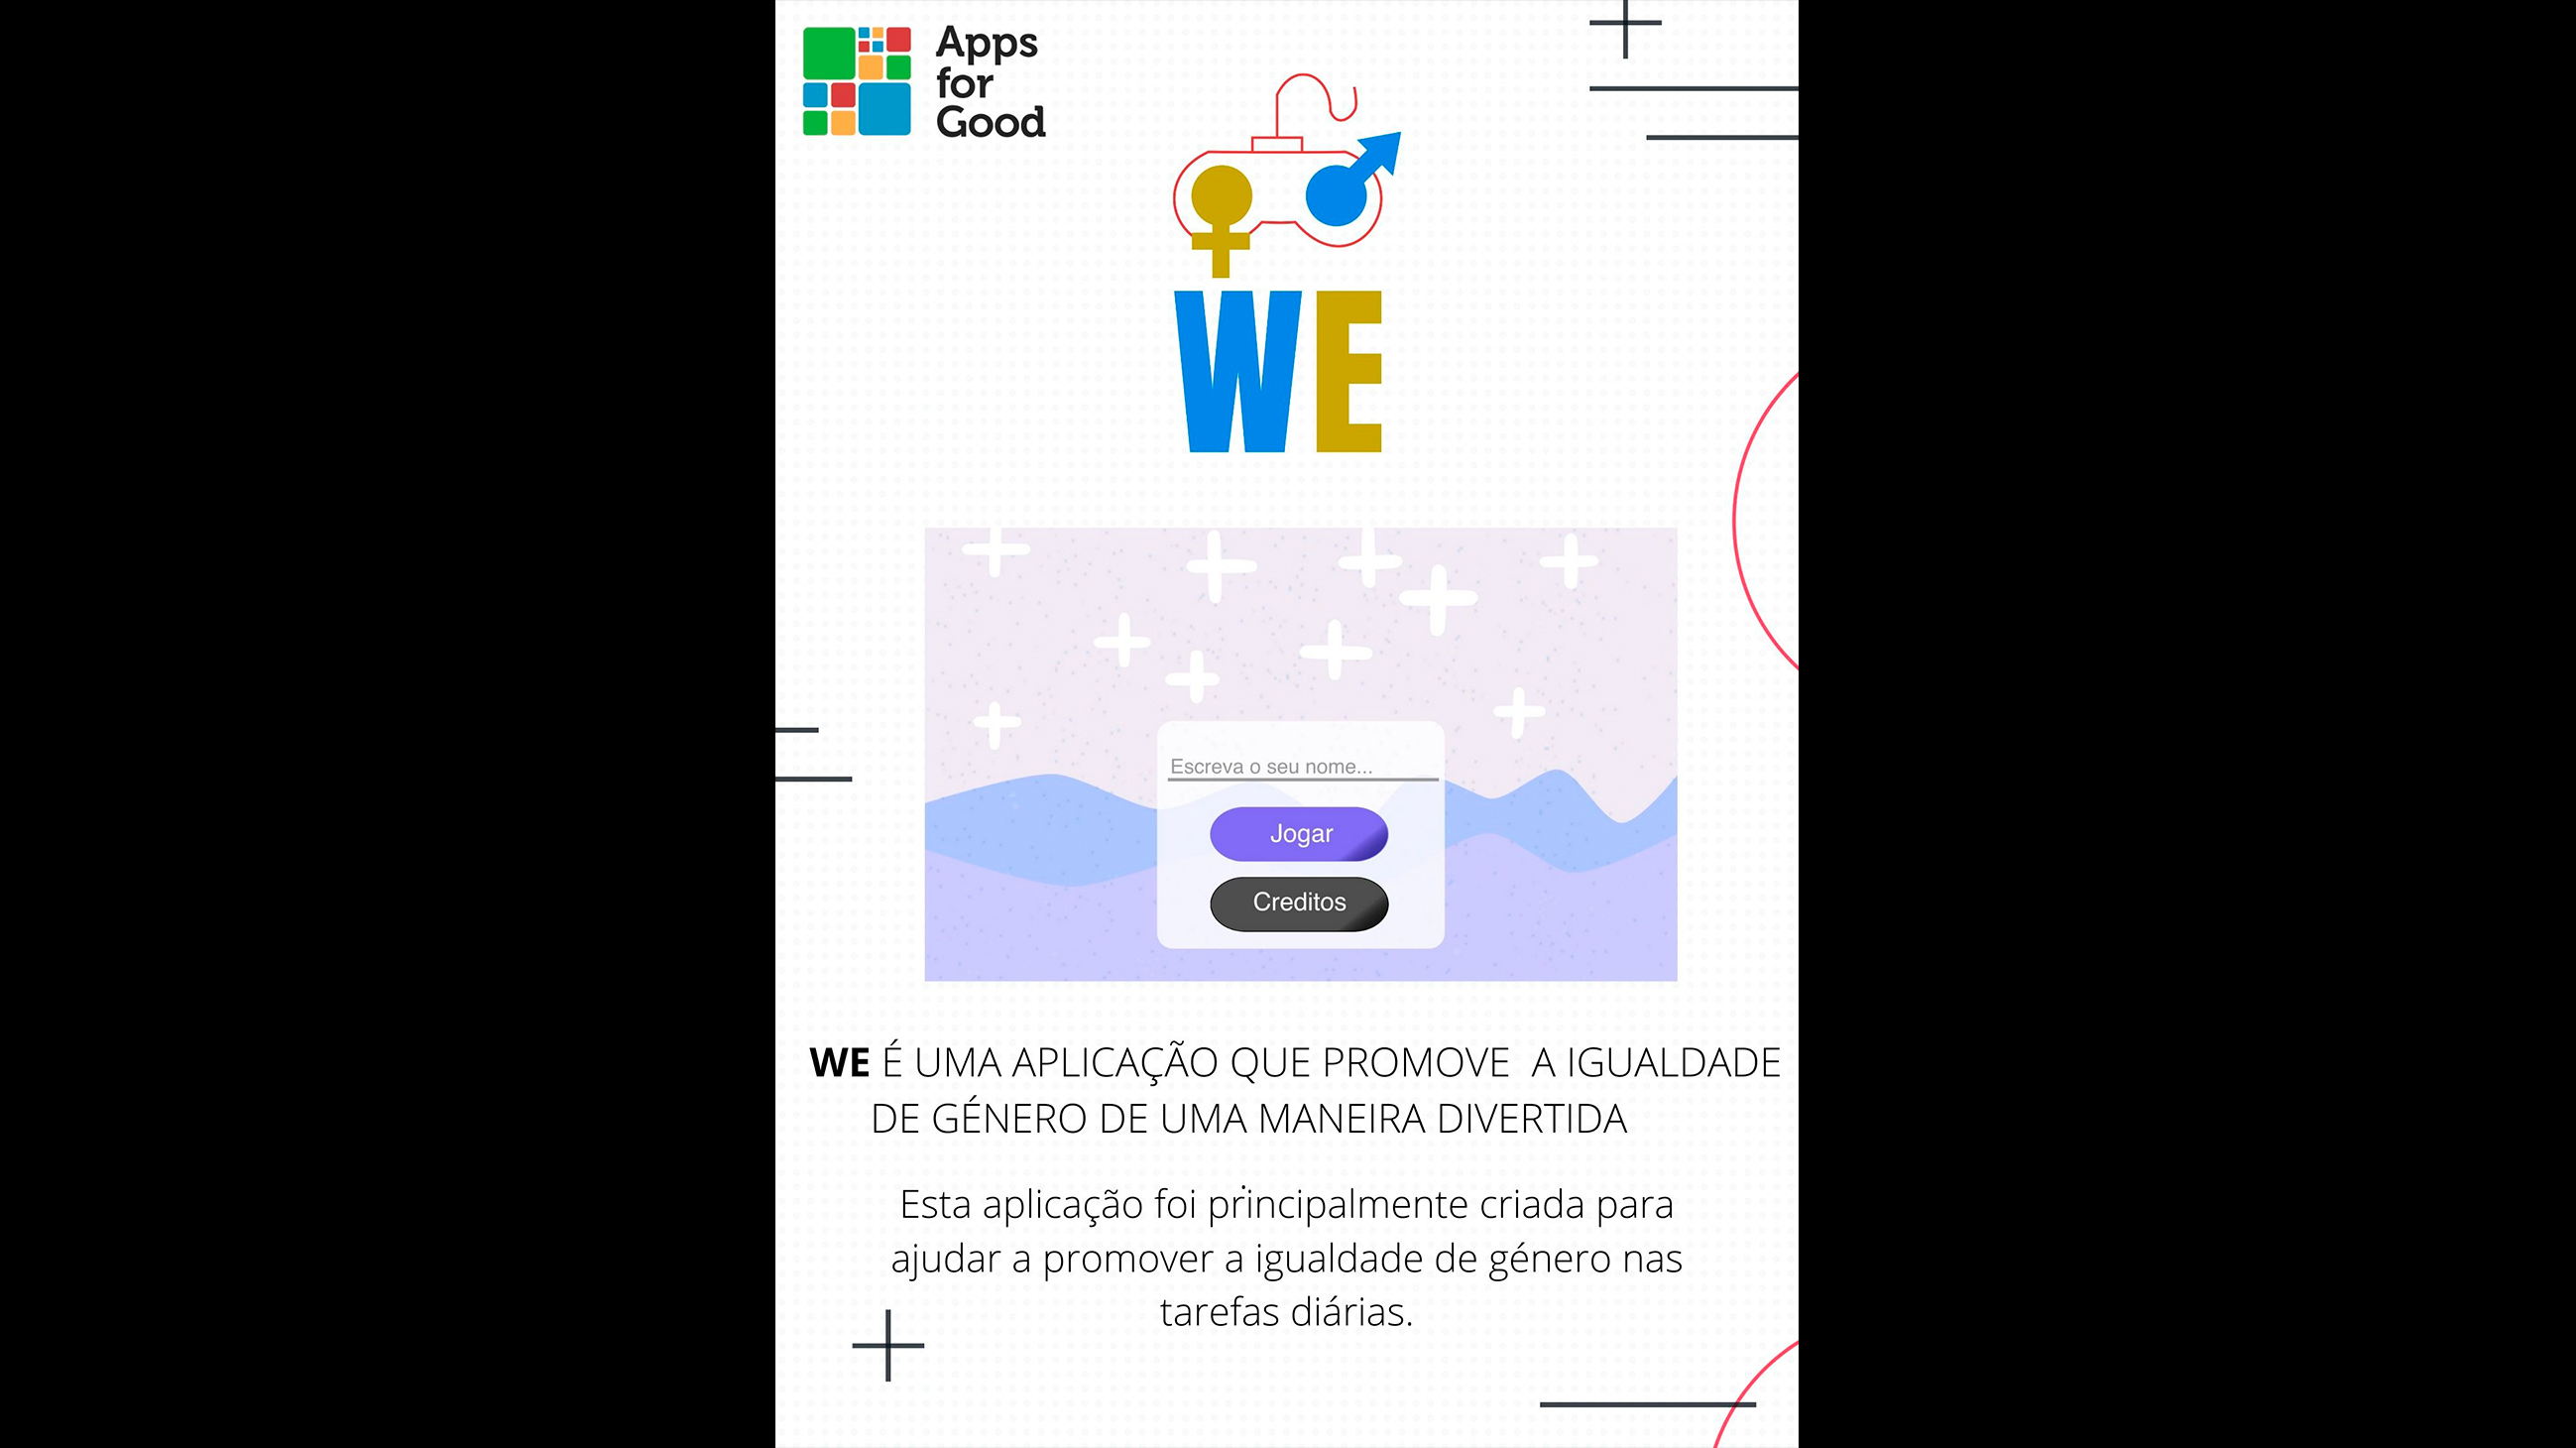 Apps
for
Good
WE
Escreva o seu nome...
Jogar
Creditos
WE É UMA APLICAÇÃO QUE PROMOVE A IGUALDADE
DE GÉNERO DE UMA MANEIRA DIVERTIDA
Esta aplicação foi principalmente criada para
ajudar a promover a igualdade de género nas
tarefas diárias.